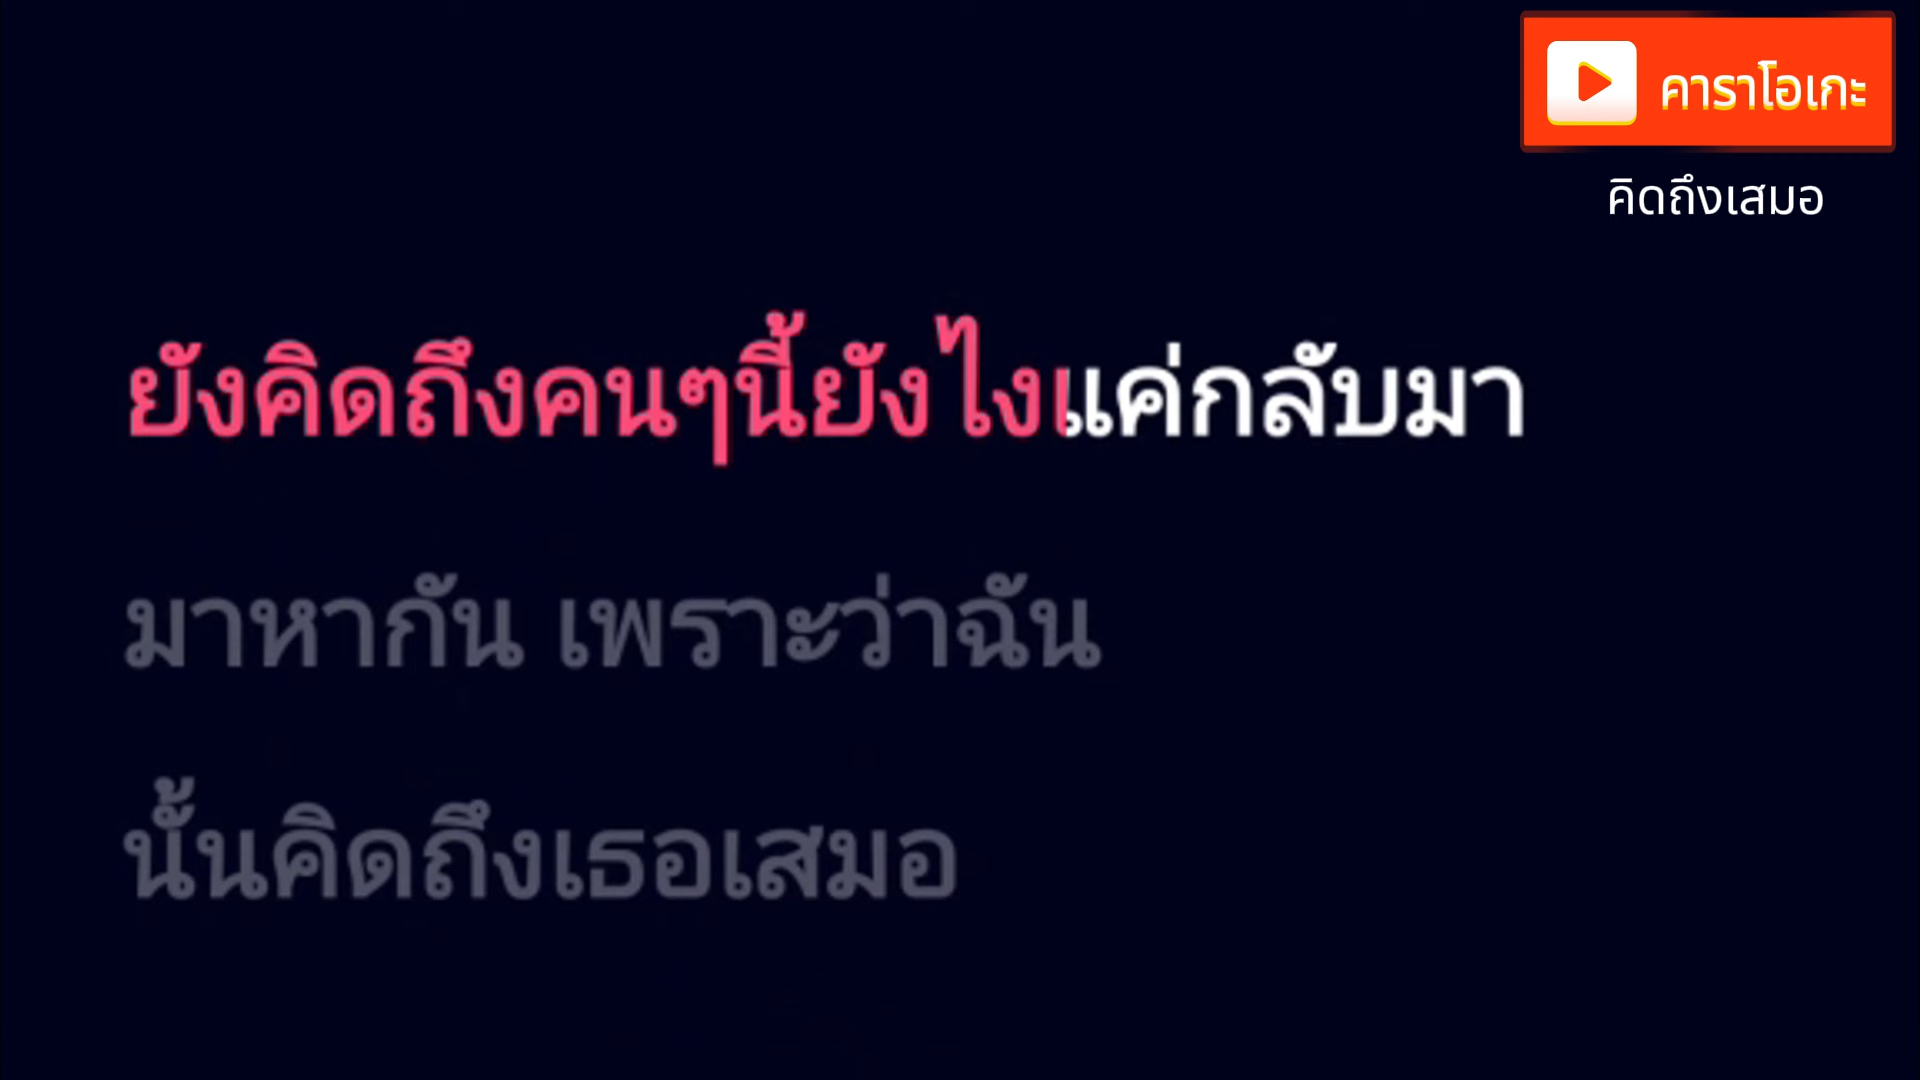 คาราโอเกะ
คิดถึงเสมอ
ยังคิดถึงคนๆนี้ยังไงแค่กลับมา
มาหากัน เพราะว่าฉัน
นั้นคิดถึงเธอเสมอ